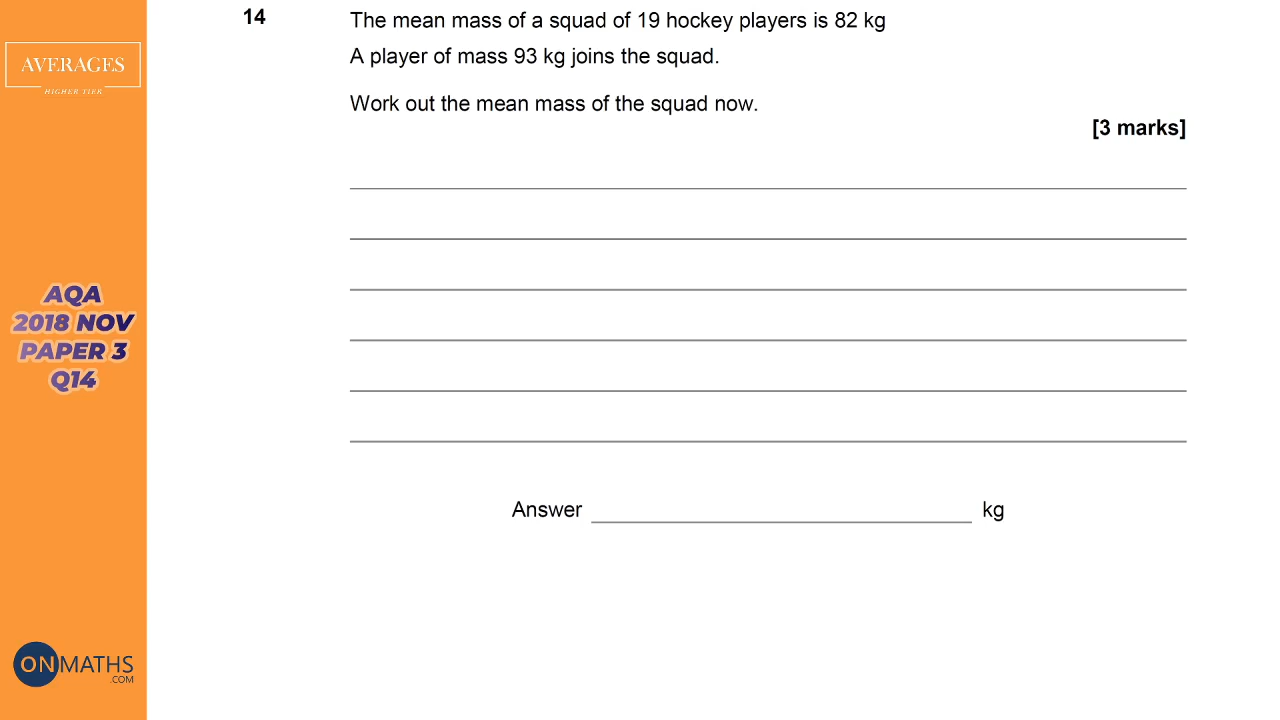 AVERAGES
HIGHER TIER
AQA
2018 NOV
PAPER 3
Q14
ONMATHS
.COM
14 The mean mass of a squad of 19 hockey players is 82 kg
A player of mass 93 kg joins the squad.
Work out the mean mass of the squad now.
[3 marks]
Answer kg